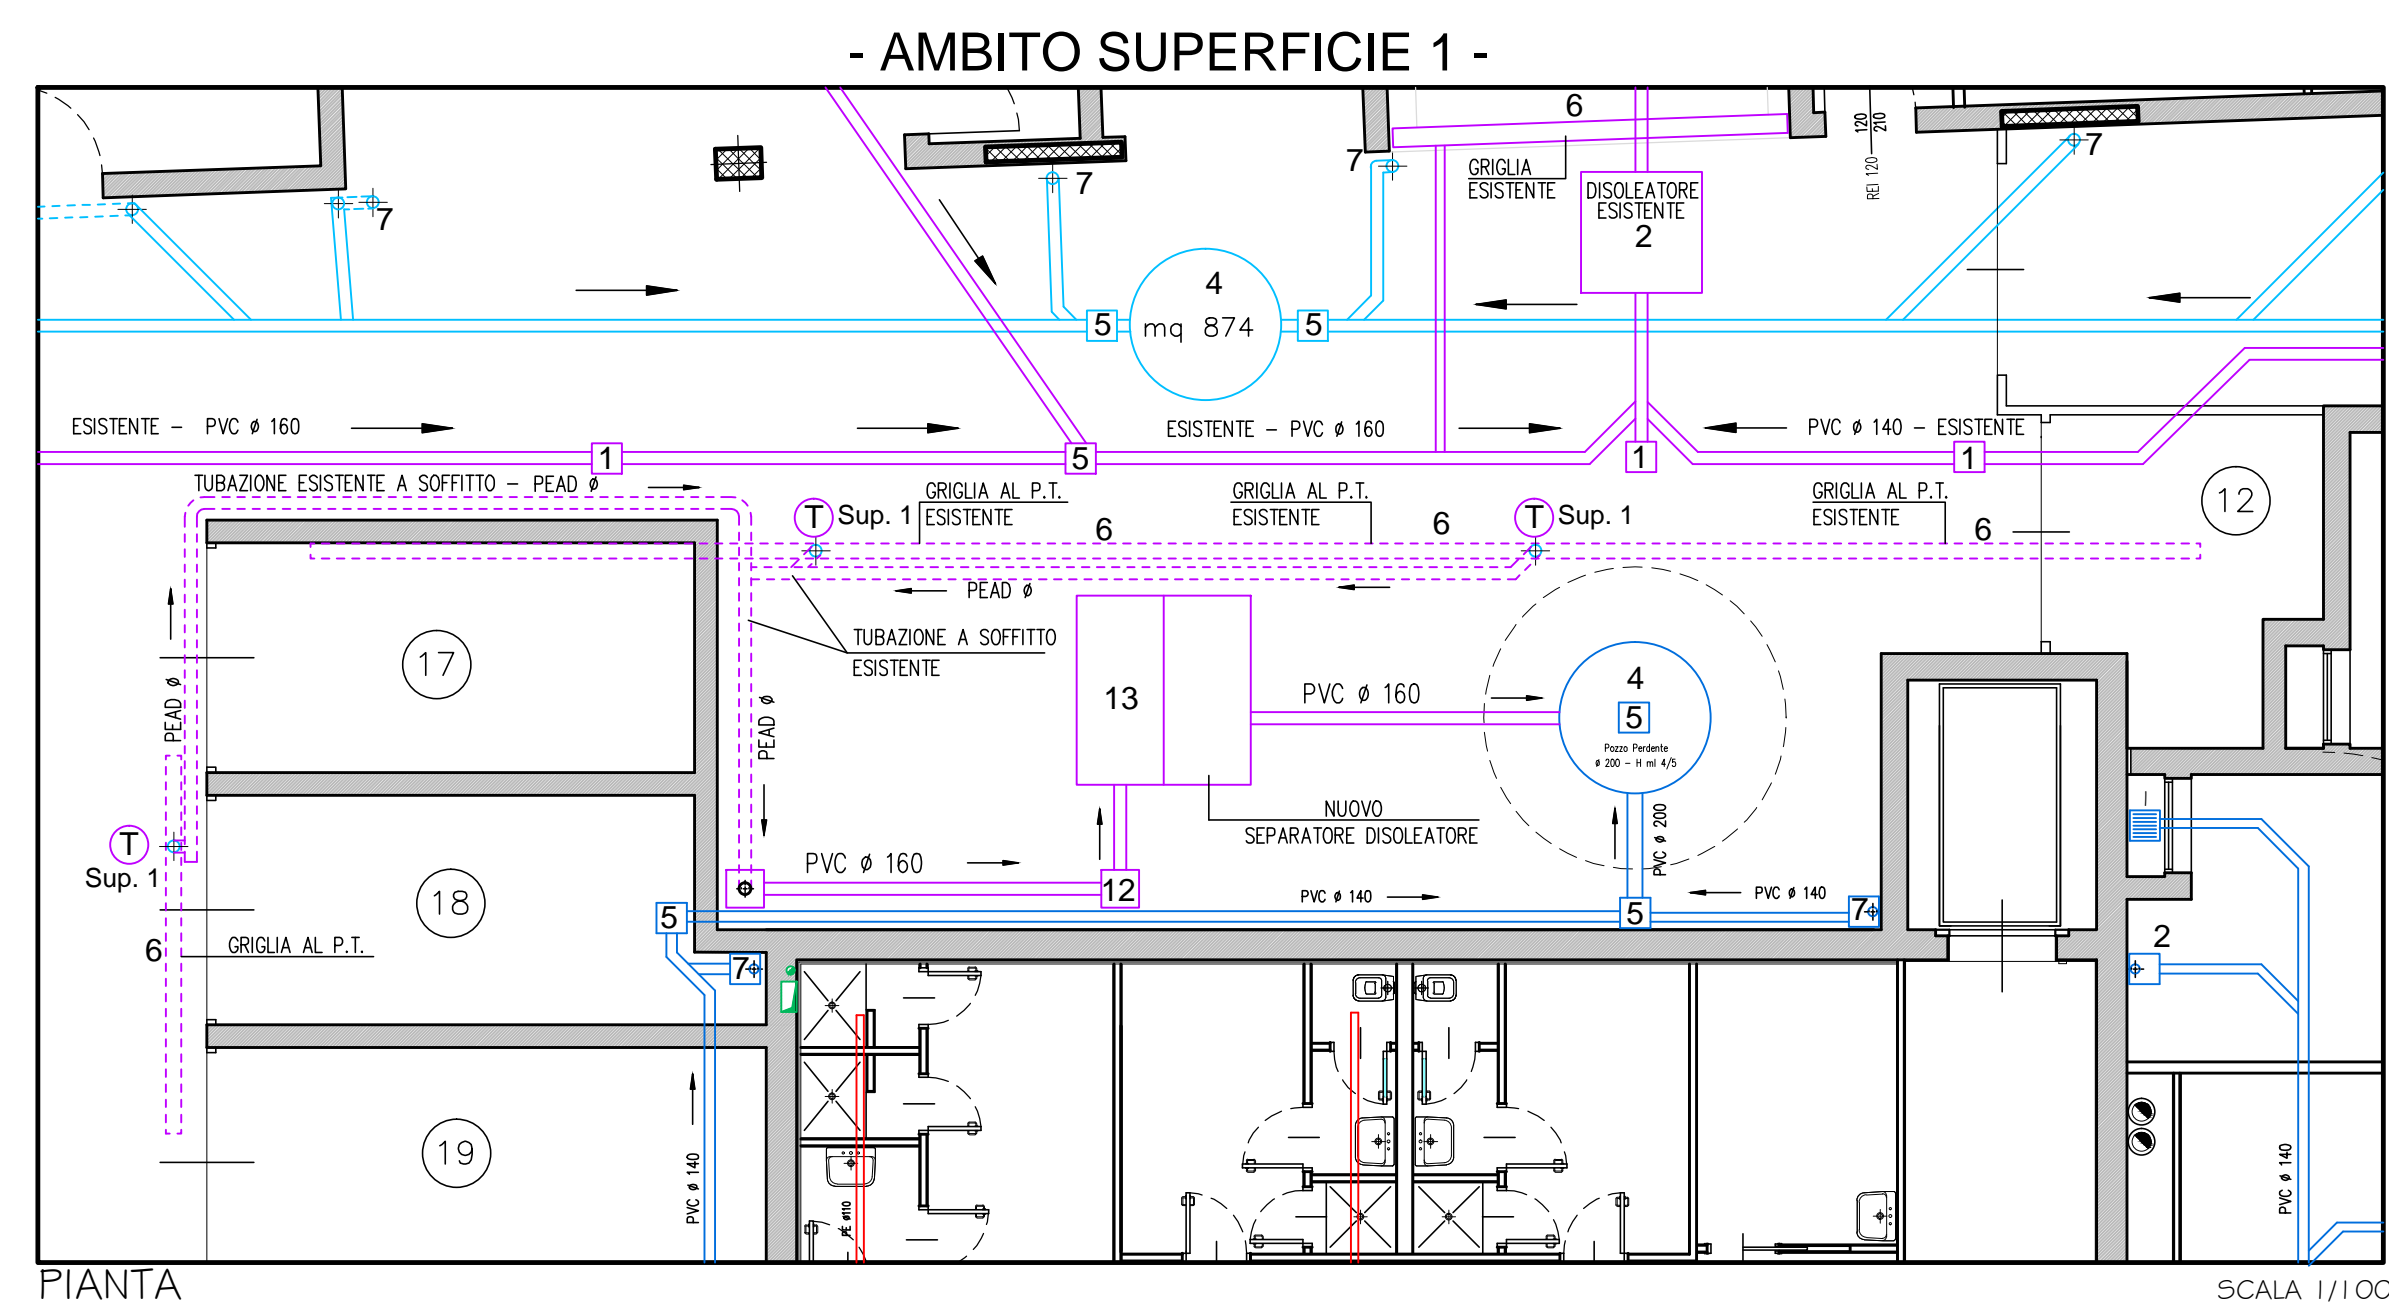 - AMBITO SUPERFICIE 1 -
6
120
210
REI 120
7
7
7
7
GRIGLIA
ESISTENTE
DISOLEATORE
ESISTENTE
2
4
mq 874
5
5
ESISTENTE - PVC ø 160
ESISTENTE - PVC ø 160
PVC ø 140 - ESISTENTE
1
5
1
1
TUBAZIONE ESISTENTE A SOFFITTO - PEAD ø
T Sup. 1
GRIGLIA AL P.T.
ESISTENTE
6
GRIGLIA AL P.T.
ESISTENTE
6
T Sup. 1
GRIGLIA AL P.T.
ESISTENTE
6
12
PEAD ø
TUBAZIONE A SOFFITTO
ESISTENTE
17
PEAD ø
PEAD ø
13
PVC ø 160
4
5
Pozzo Perdente
ø 200 - H ml 4/5
NUOVO
SEPARATORE DISOLEATORE
PVC ø 200
T
Sup. 1
PVC ø 160
12
18
5
PVC ø 140
5
PVC ø 140
7
6
GRIGLIA AL P.T.
7
2
19
PVC ø 140
PE ø110
PVC ø 140
PIANTA
SCALA 1/100